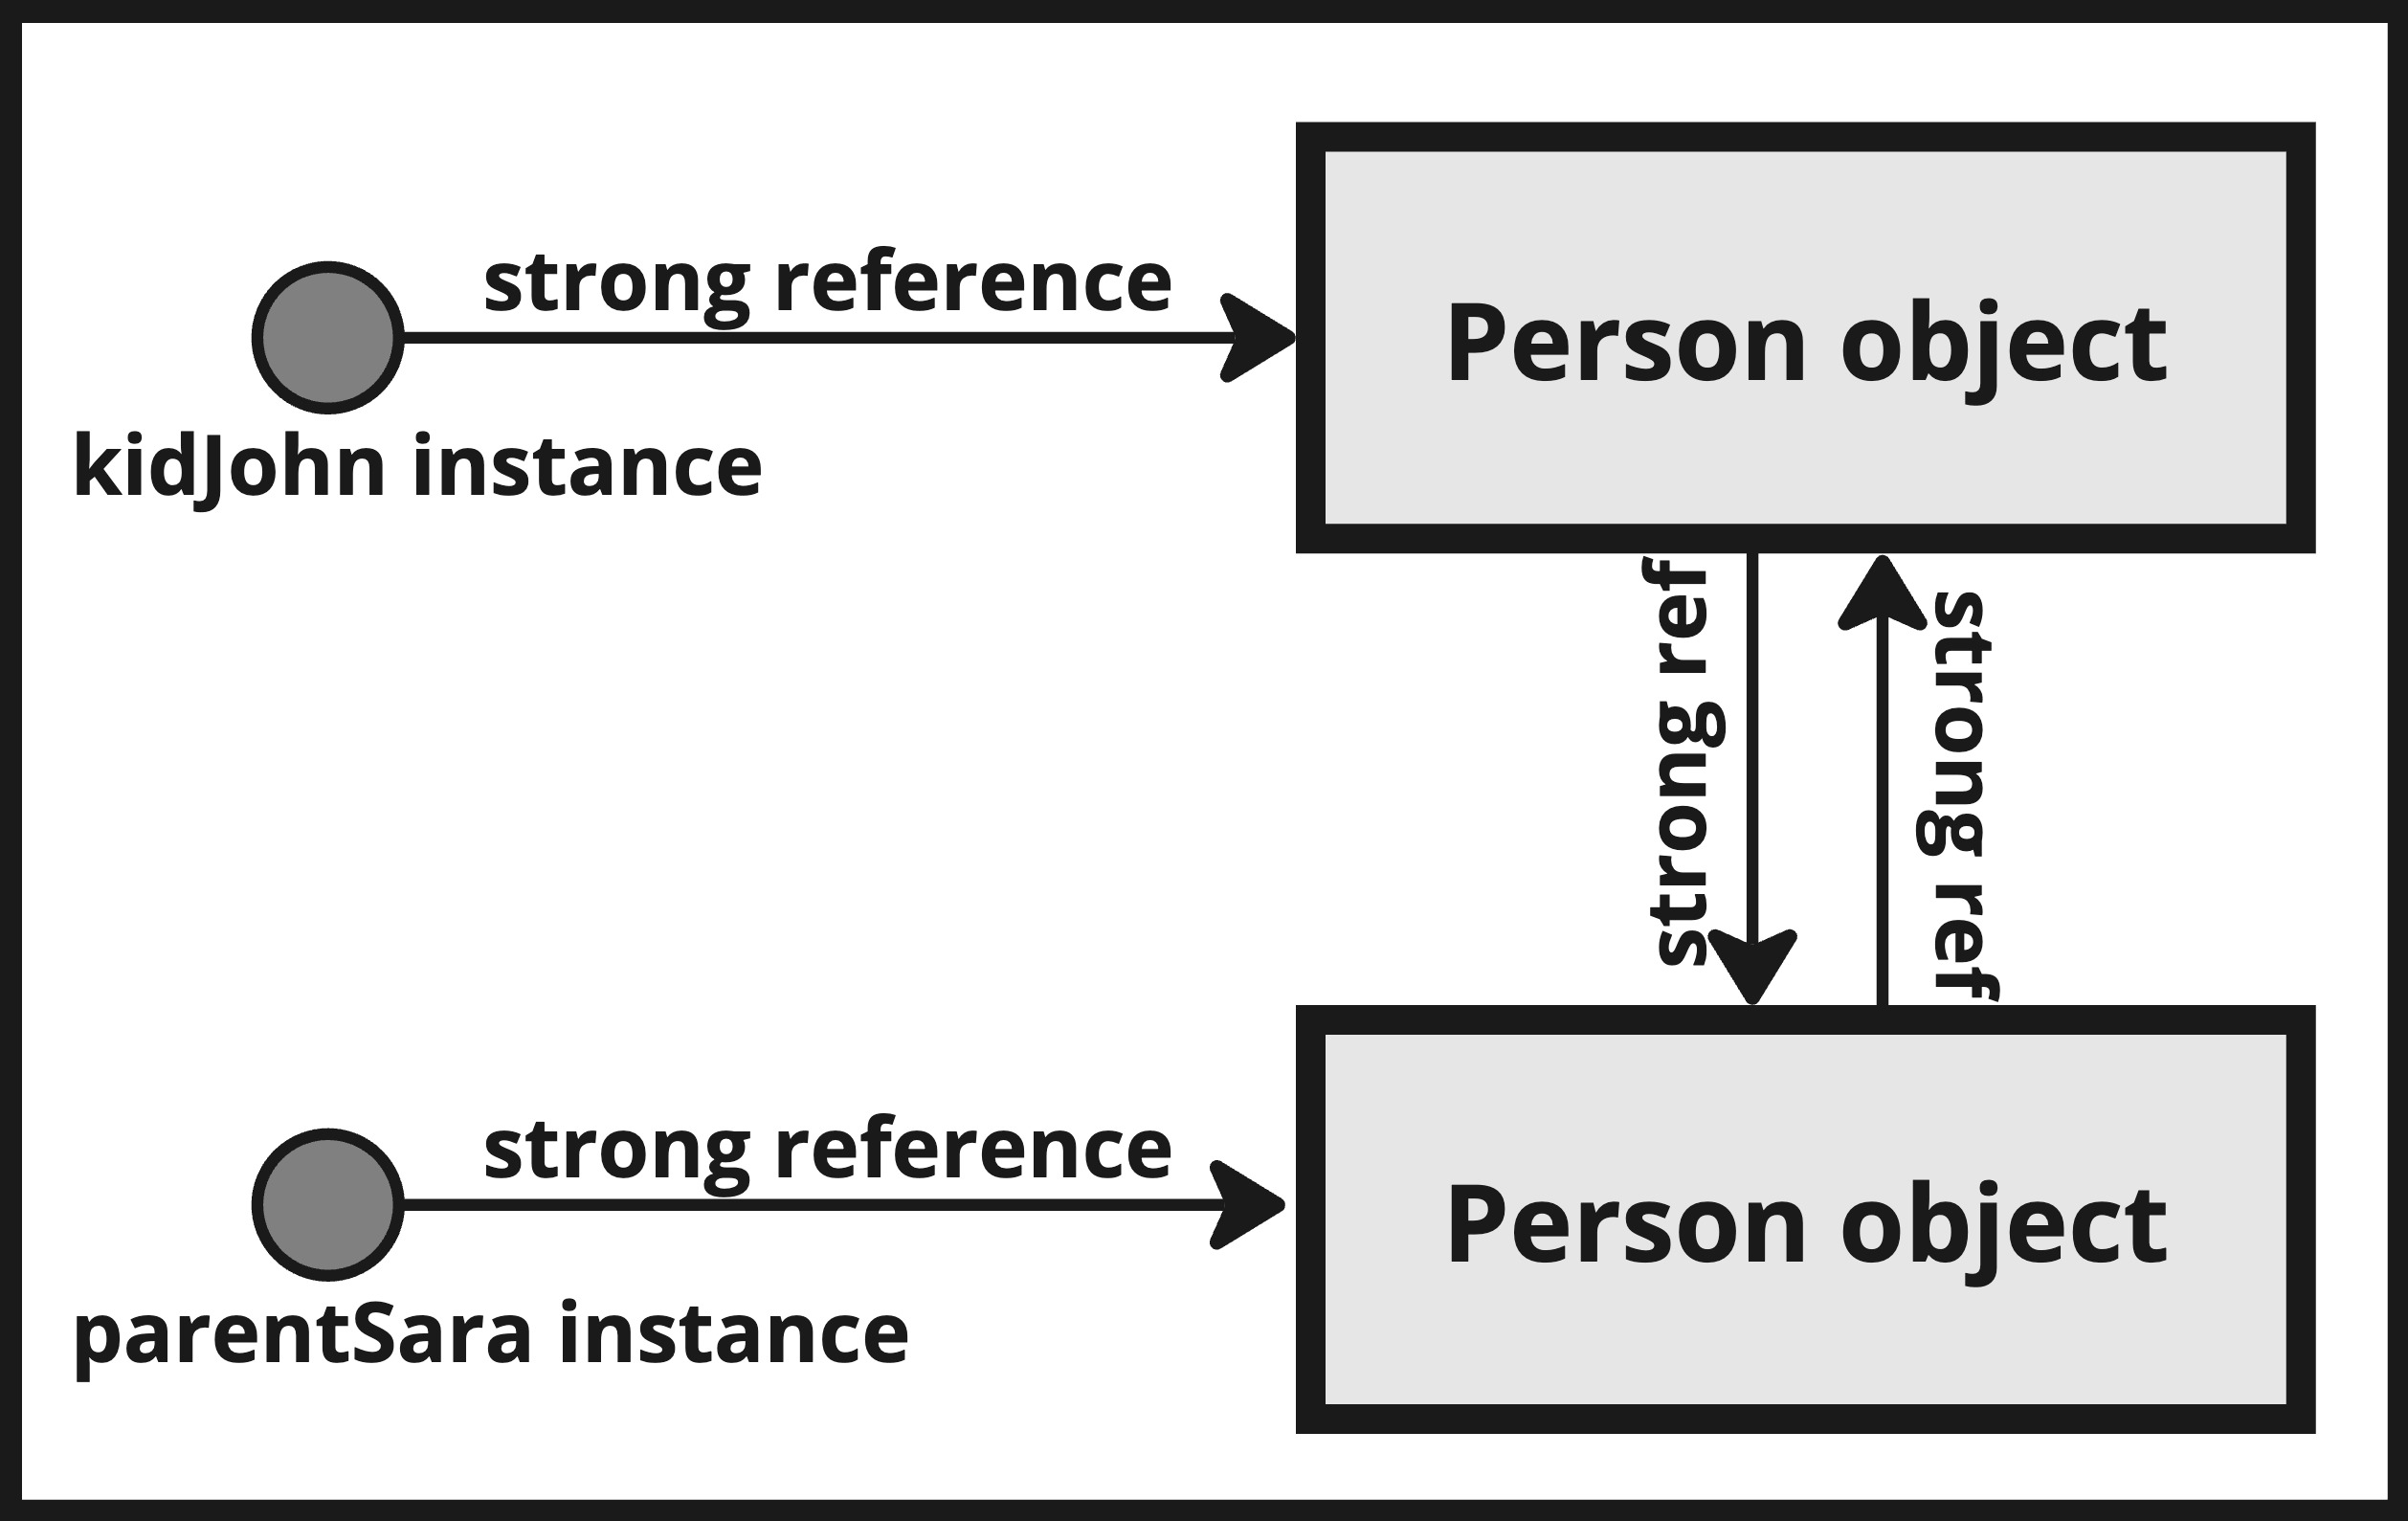 strong reference
Person object
kidJohn instance
strong ref
strong ref
strong reference
Person object
parentSara instance